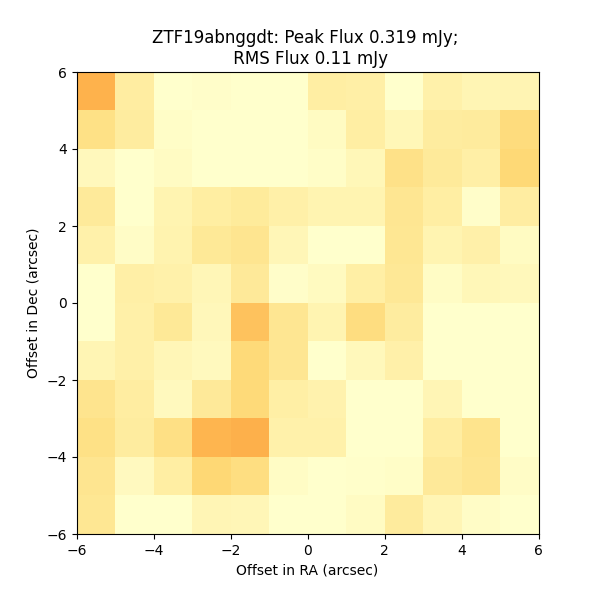 ZTF19abnggdt: Peak Flux 0.319 mJy;
RMS Flux 0.11 mJy
6
4
2
0
−2
−4
−6
Offset in Dec (arcsec)
−6 −4 −2 0 2 4 6
Offset in RA (arcsec)